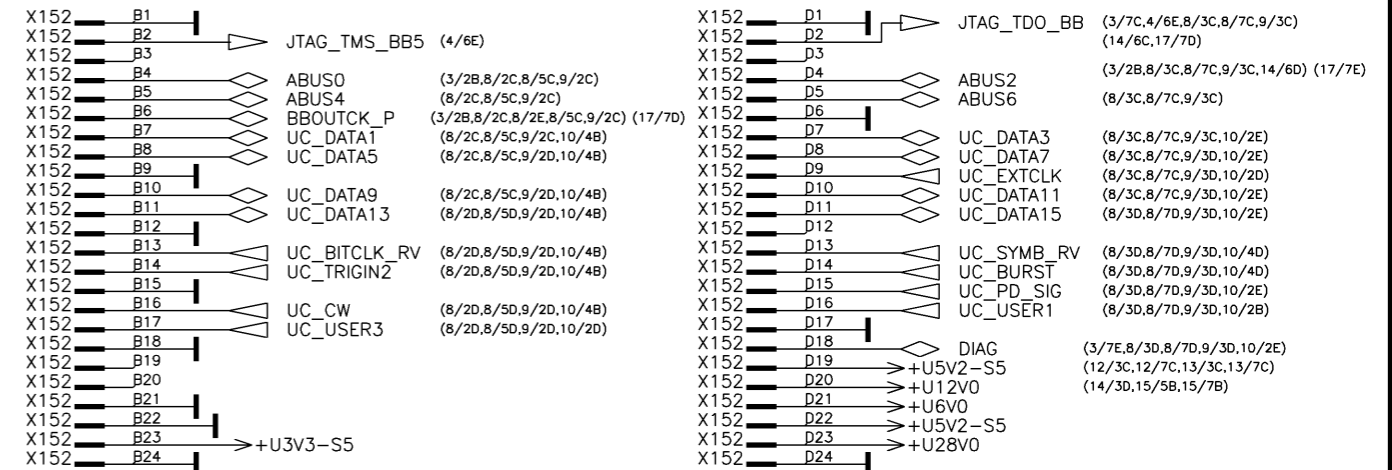 X152 B1
X152 B2 JTAG_TMS_BB5 (4/6E)
X152 B3
X152 B4 ABUS0 (3/2B,8/2C,8/5C,9/2C)
X152 B5 ABUS4 (8/2C,8/5C,9/2C)
X152 B6 BBOUTCK_P (3/2B,8/2C,8/2E,8/5C,9/2C) (17/7D)
X152 B7 UC_DATA1 (8/2C,8/5C,9/2C,10/4B)
X152 B8 UC_DATA5 (8/2C,8/5C,9/2D,10/4B)
X152 B9
X152 B10 UC_DATA9 (8/2C,8/5C,9/2D,10/4B)
X152 B11 UC_DATA13 (8/2D,8/5D,9/2D,10/4B)
X152 B12
X152 B13 UC_BITCLK_RV (8/2D,8/5D,9/2D,10/4B)
X152 B14 UC_TRIGIN2 (8/2D,8/5D,9/2D,10/4B)
X152 B15
X152 B16 UC_CW (8/2D,8/5D,9/2D,10/4B)
X152 B17 UC_USER3 (8/2D,8/5D,9/2D,10/2D)
X152 B18
X152 B19
X152 B20
X152 B21
X152 B22
X152 B23 +U3V3-S5
X152 B24
X152 D1 JTAG_TDO_BB (3/7C,4/6E,8/3C,8/7C,9/3C)
X152 D2 (14/6C,17/7D)
X152 D3
(3/2B,8/3C,8/7C,9/3C,14/6D) (17/7E)
X152 D4 ABUS2
X152 D5 ABUS6 (8/3C,8/7C,9/3C)
X152 D6
X152 D7 UC_DATA3 (8/3C,8/7C,9/3C,10/2E)
X152 D8 UC_DATA7 (8/3C,8/7C,9/3D,10/2E)
X152 D9 UC_EXTCLK (8/3C,8/7C,9/3D,10/2D)
X152 D10 UC_DATA11 (8/3C,8/7C,9/3D,10/2E)
X152 D11 UC_DATA15 (8/3D,8/7D,9/3D,10/2E)
X152 D12
X152 D13 UC_SYMB_RV (8/3D,8/7D,9/3D,10/4D)
X152 D14 UC_BURST (8/3D,8/7D,9/3D,10/4D)
X152 D15 UC_PD_SIG (8/3D,8/7D,9/3D,10/2E)
X152 D16 UC_USER1 (8/3D,8/7D,9/3D,10/2B)
X152 D17
X152 D18 DIAG (3/7E,8/3D,8/7D,9/3D,10/2E)
X152 D19 +U5V2-S5 (12/3C,12/7C,13/3C,13/7C)
X152 D20 +U12V0 (14/3D,15/5B,15/7B)
X152 D21 +U6V0
X152 D22 +U5V2-S5
X152 D23 +U28V0
X152 D24